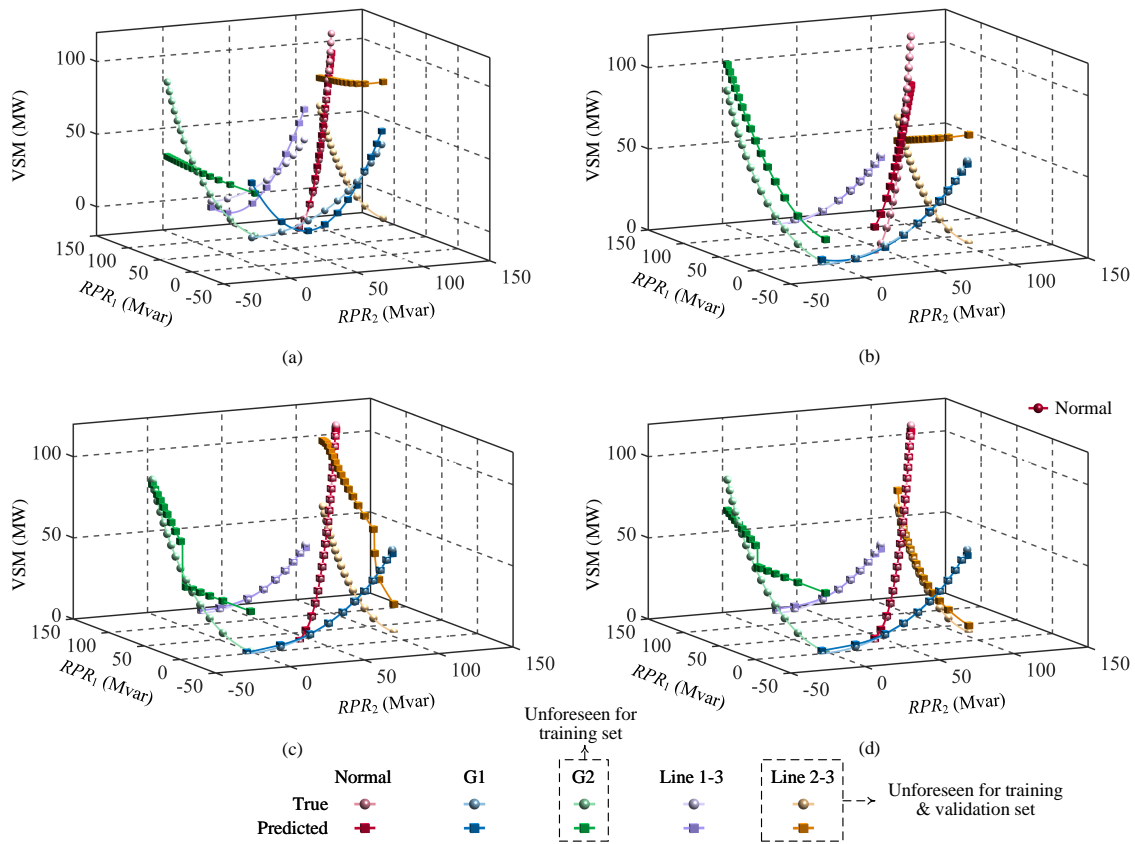 100
50
0
VSM (MW)
150
100
50
0
-50
RPR1 (Mvar)
-50
0
50
100
150
RPR2 (Mvar)
(a)
100
50
0
VSM (MW)
150
100
50
0
-50
RPR1 (Mvar)
-50
0
50
100
150
RPR2 (Mvar)
(b)
100
50
0
VSM (MW)
150
100
50
0
-50
RPR1 (Mvar)
-50
0
50
100
150
RPR2 (Mvar)
(c)
Normal
100
50
0
VSM (MW)
150
100
50
0
-50
RPR1 (Mvar)
-50
0
50
100
150
RPR2 (Mvar)
(d)
Unforeseen for
training set
Normal G1 G2 Line 1-3 Line 2-3
True
Predicted
Unforeseen for training
& validation set